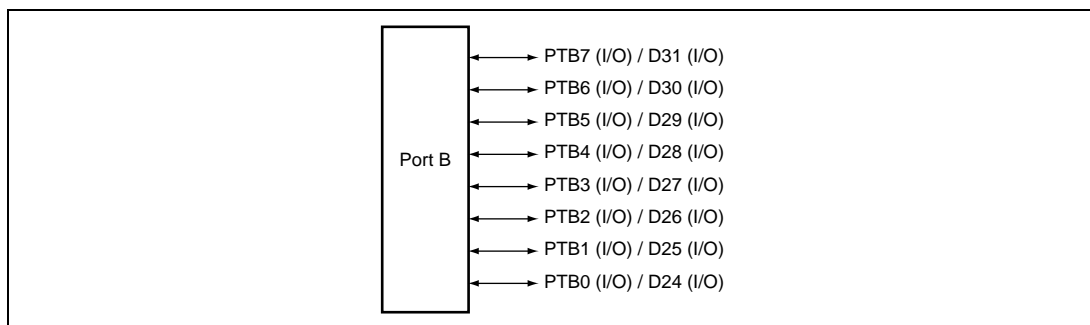 PTB7 (I/O) / D31 (I/O)
PTB6 (I/O) / D30 (I/O)
PTB5 (I/O) / D29 (I/O)
PTB4 (I/O) / D28 (I/O)
Port B
PTB3 (I/O) / D27 (I/O)
PTB2 (I/O) / D26 (I/O)
PTB1 (I/O) / D25 (I/O)
PTB0 (I/O) / D24 (I/O)